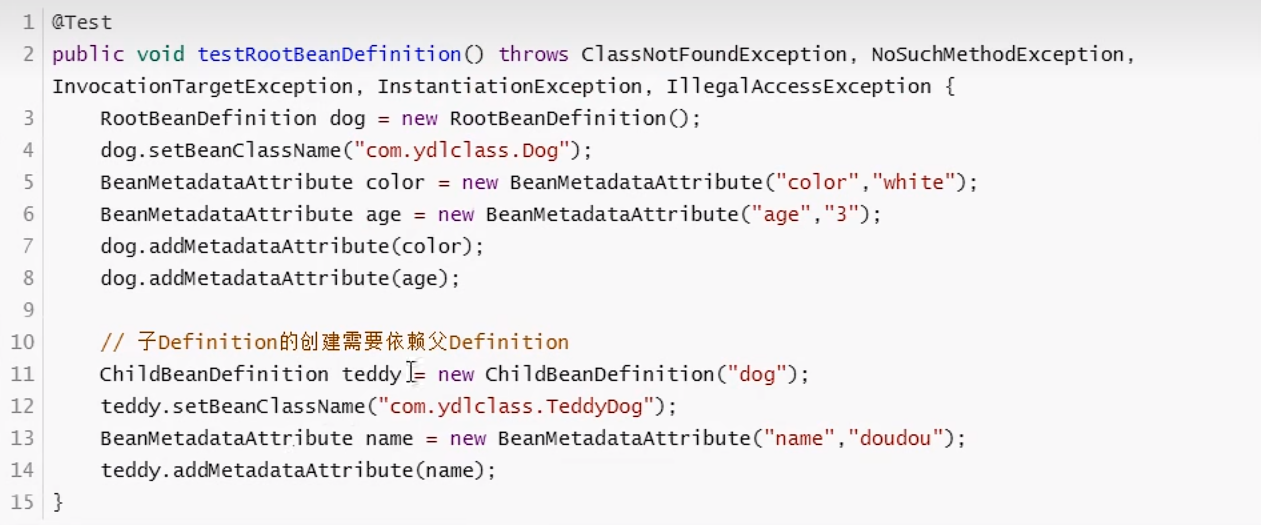 1 @Test
2 public void testRootBeanDefinition() throws ClassNotFoundException, NoSuchMethodException,
InvocationTargetException, InstantiationException, IllegalAccessException {
3     RootBeanDefinition dog = new RootBeanDefinition();
4     dog.setBeanClassName("com.ydlclass.Dog");
5     BeanMetadataAttribute color = new BeanMetadataAttribute("color","white");
6     BeanMetadataAttribute age = new BeanMetadataAttribute("age","3");
7     dog.addMetadataAttribute(color);
8     dog.addMetadataAttribute(age);
9
10     // 子Definition的创建需要依赖父Definition
11     ChildBeanDefinition teddy = new ChildBeanDefinition("dog");
12     teddy.setBeanClassName("com.ydlclass.TeddyDog");
13     BeanMetadataAttribute name = new BeanMetadataAttribute("name","doudou");
14     teddy.addMetadataAttribute(name);
15 }